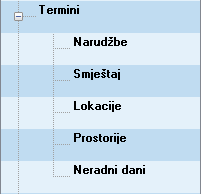 Termini
Narudžbe
Smještaj
Lokacije
Prostorije
Neradni dani